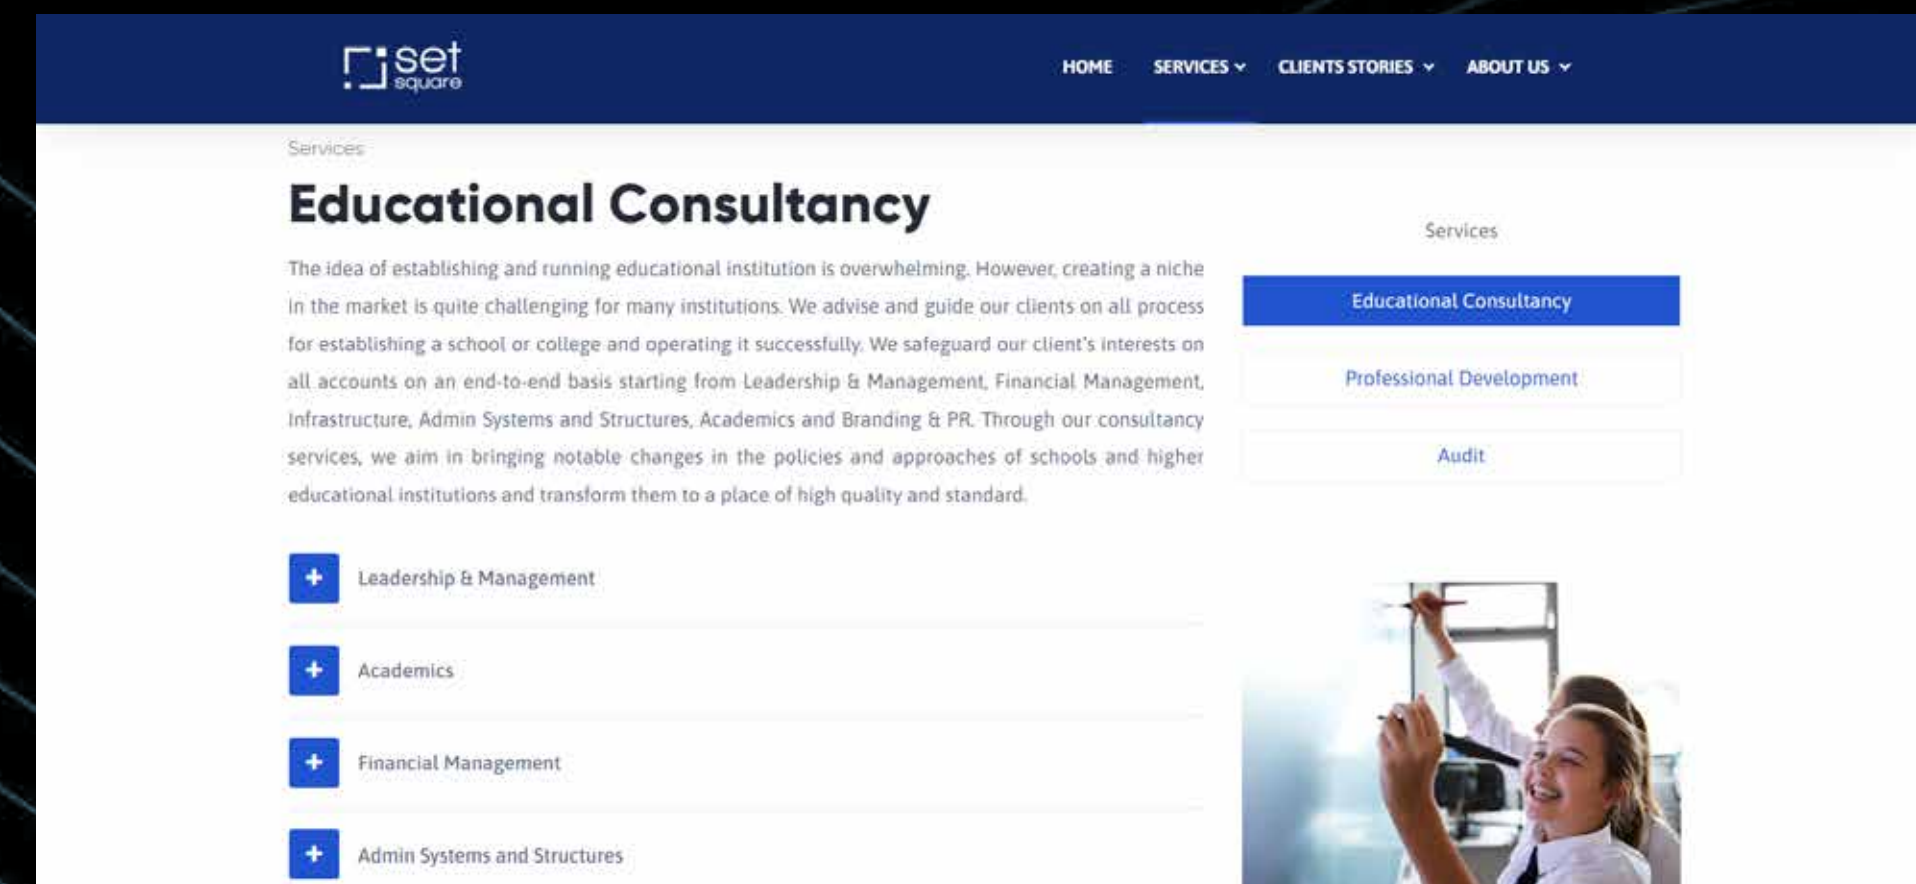 set
square
HOME
SERVICES
CLIENTS STORIES
ABOUT US
Services
Educational Consultancy
The idea of establishing and running educational institution is overwhelming. However, creating a niche
in the market is quite challenging for many institutions. We advise and guide our clients on all process
for establishing a school or college and operating it successfully. We safeguard our client's interests on
all accounts on an end-to-end basis starting from Leadership & Management, Financial Management,
Infrastructure, Admin Systems and Structures, Academics and Branding & PR. Through our consultancy
services, we aim in bringing notable changes in the policies and approaches of schools and higher
educational institutions and transform them to a place of high quality and standard.
Leadership & Management
Academics
Financial Management
Admin Systems and Structures
Services
Educational Consultancy
Professional Development
Audit